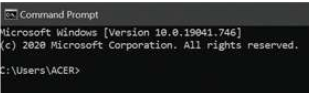 Command Prompt
Microsoft Windows [Version 10.0.19041.746]
(c) 2020 Microsoft Corporation. All rights reserved.
C:\Users\ACER>